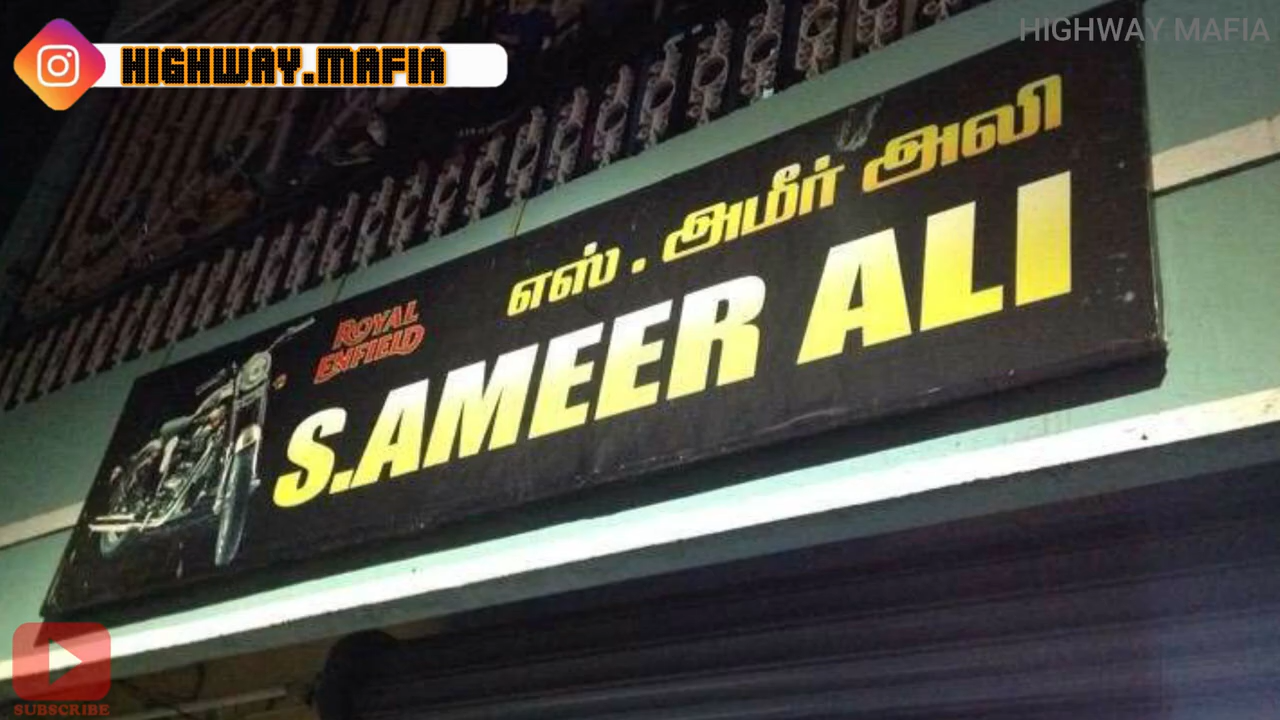 HIGHWAY.MAFIA
HIGHWAY MAFIA
எஸ். அமீர் அலி
ROYAL
ENFIELD
S.AMEER ALI
SUBSCRIBE